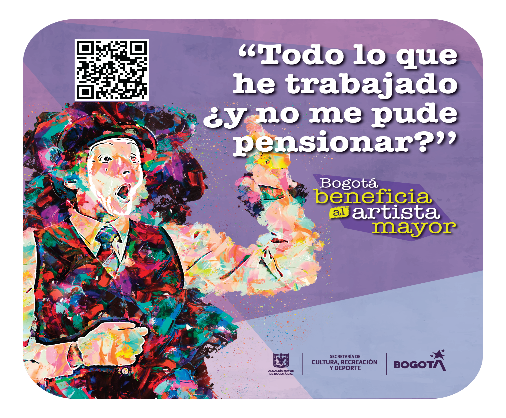 “Todo lo que
he trabajado
¿y no me pude
pensionar?”
Bogotá
beneficia
al artista
mayor
SECRETARÍA DE
CULTURA, RECREACIÓN
Y DEPORTE
BOGOTÁ